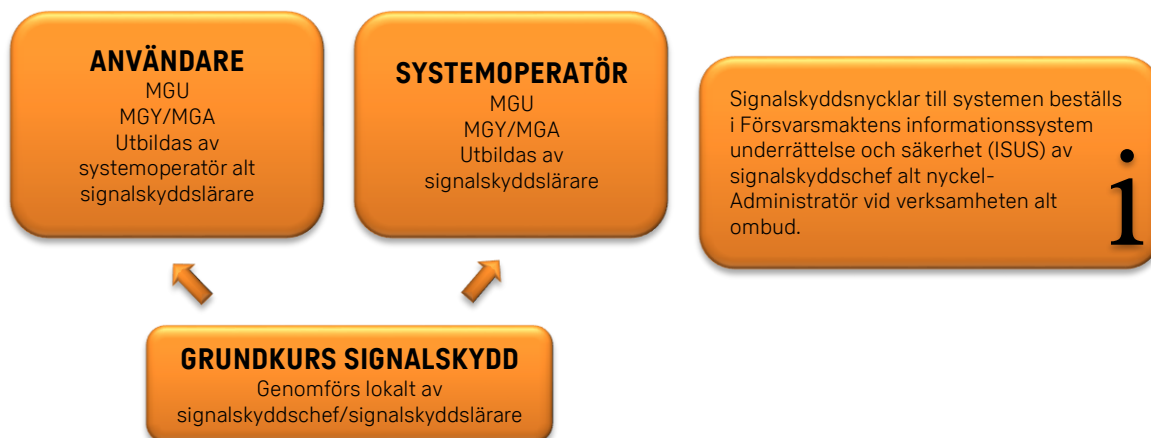 ANVÄNDARE
MGU
MGY/MGA
Utbildas av
systemoperatör alt
signalskyddslärare
SYSTEMOPERATÖR
MGU
MGY/MGA
Utbildas av
signalskyddslärare
Signalskyddsnycklar till systemen beställs
i Försvarsmaktens informationssystem
underrättelse och säkerhet (ISUS) av
signalskyddschef alt nyckel-
Administratör vid verksamheten alt
ombud.
i
GRUNDKURS SIGNALSKYDD
Genomförs lokalt av
signalskyddschef/signalskyddslärare